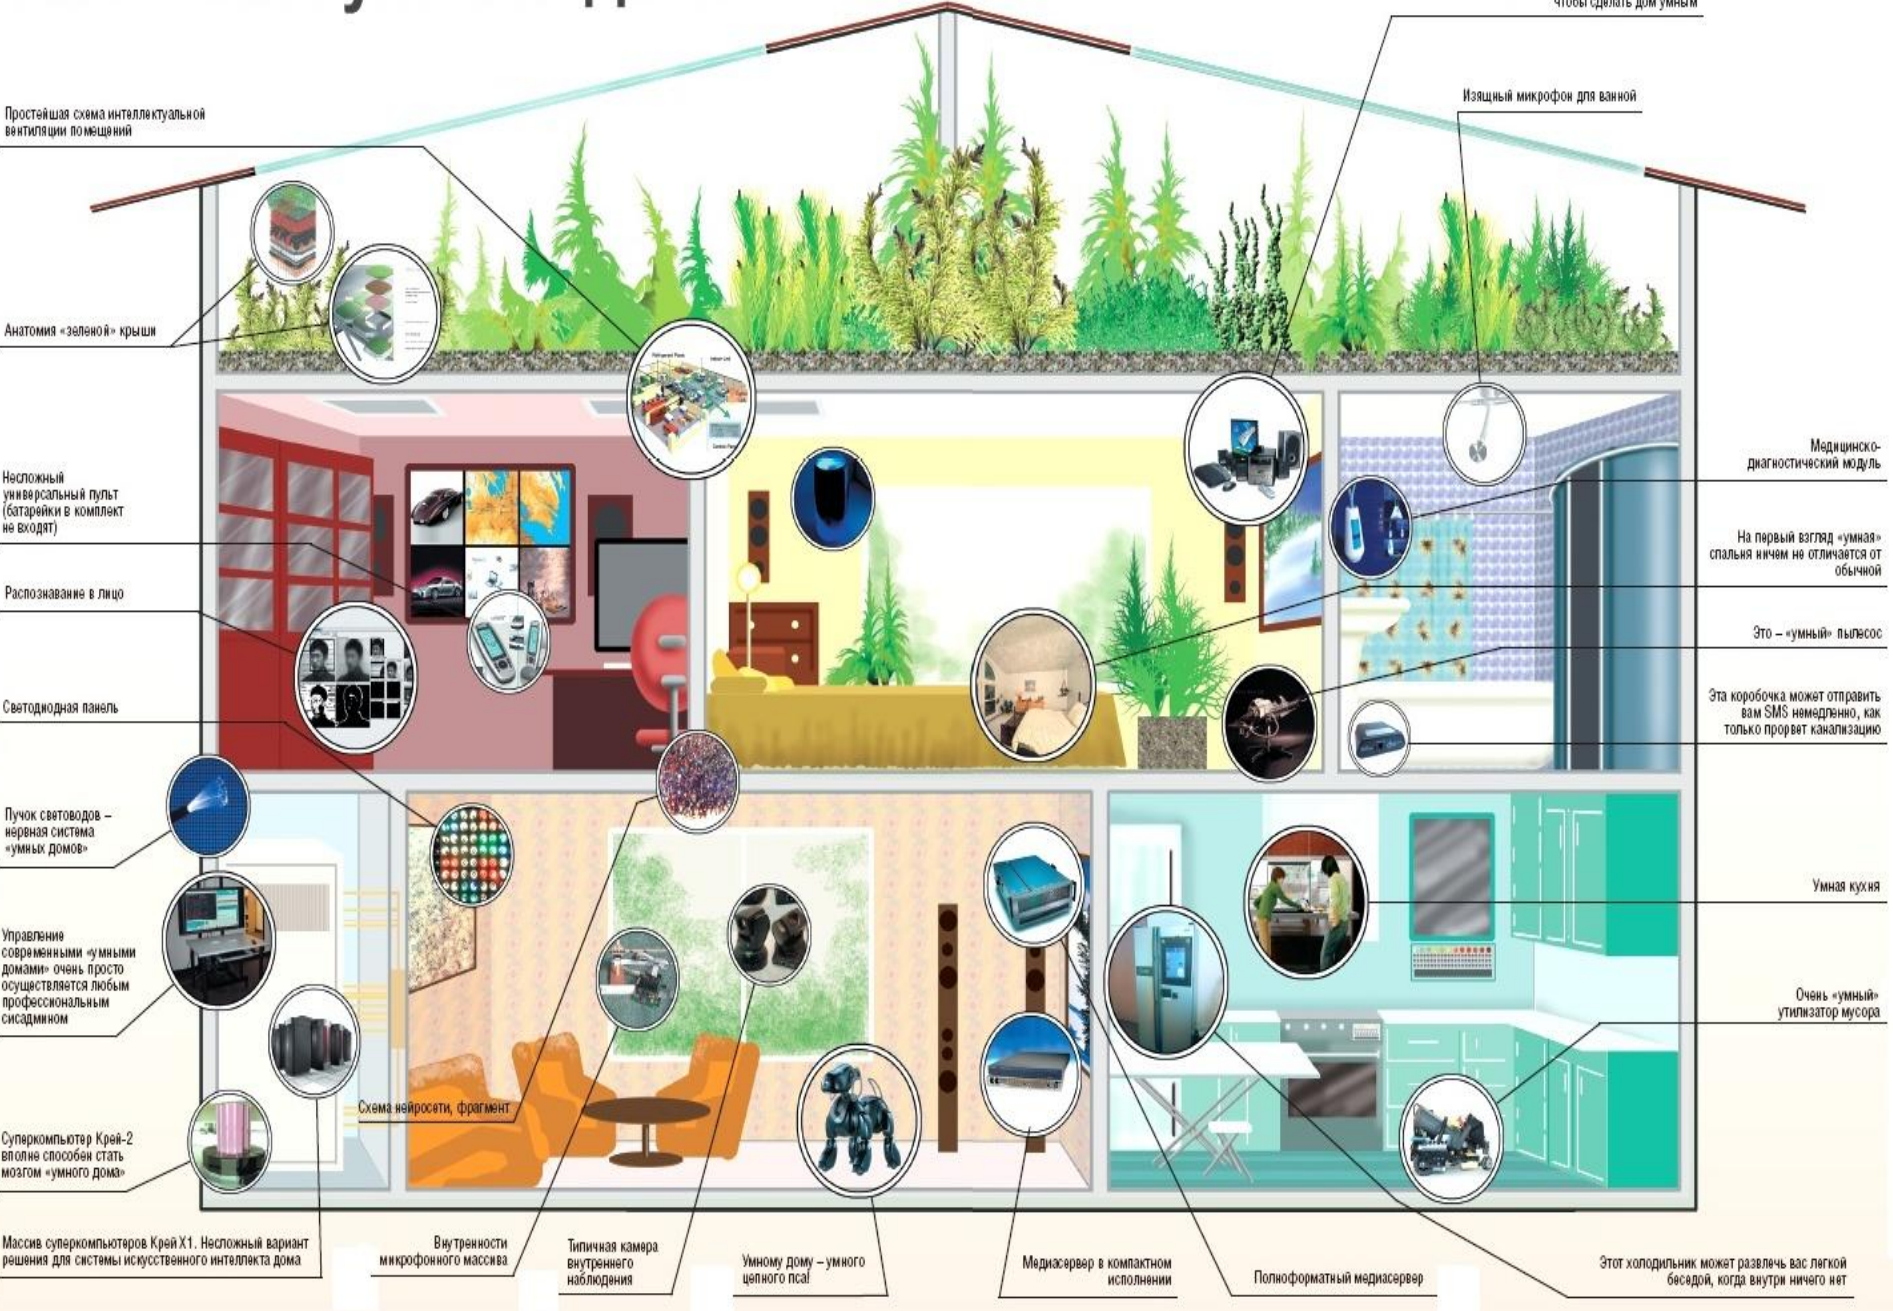 чтобы сделать дом умным
Простейшая схема интеллектуальной
вентиляции помещений
Изящный микрофон для ванной
Анатомия «зеленой» крыши
Медицинско-
диагностический модуль
Несложный
универсальный пульт
(батарейки в комплект
не входят)
На первый взгляд «умная»
спальня ничем не отличается от
обычной
Распознавание в лицо
Это – «умный» пылесос
Светодиодная панель
Эта коробочка может отправить
вам SMS немедленно, как
только прорвет канализацию
Пучок световодов –
нервная система
«умных домов»
Умная кухня
Управление
современными «умными
домами» очень просто
осуществляется любым
профессиональным
сисадмином
Очень «умный»
утилизатор мусора
Схема нейросети, фрагмент
Суперкомпьютер Крей-2
вполне способен стать
мозгом «умного дома»
Массив суперкомпьютеров Крей X1. Несложный вариант
решения для системы искусственного интеллекта дома
Внутренности
микрофонного массива
Типичная камера
внутреннего
наблюдения
Умному дому – умного
цепного пса!
Медиасервер в компактном
исполнении
Полноформатный медиасервер
Этот холодильник может развлечь вас легкой
беседой, когда внутри ничего нет